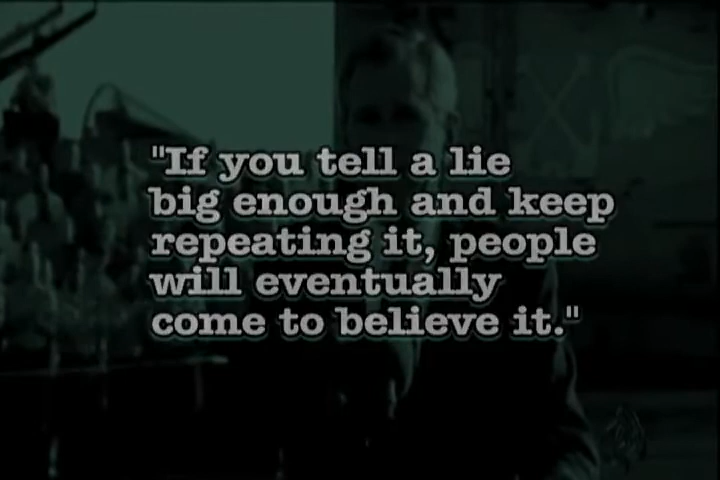 "If you tell a lie
big enough and keep
repeating it, people
will eventually
come to believe it."